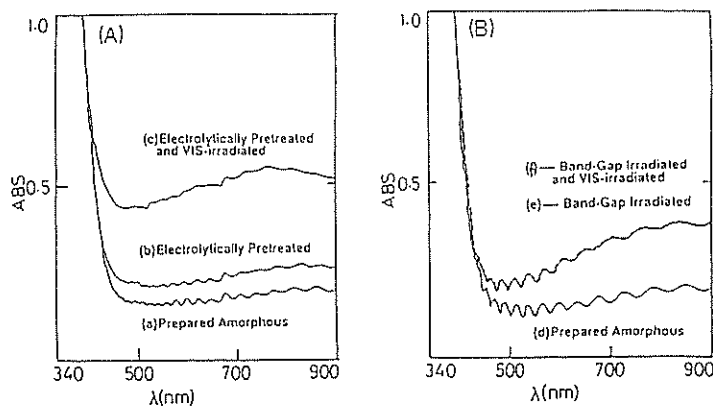 1.0
(A)
(c)Electrolytically Pretreated
and VIS-irradiated
0.5
ABS
(b)Electrolytically Pretreated
(a)Prepared Amorphous
0
340 500 700 900
λ(nm)
1.0
(B)
(f)— Band-Gap Irradiated
and VIS-irradiated
0.5
(e)— Band-Gap Irradiated
ABS
(d)Prepared Amorphous
0
340 500 700 900
λ(nm)